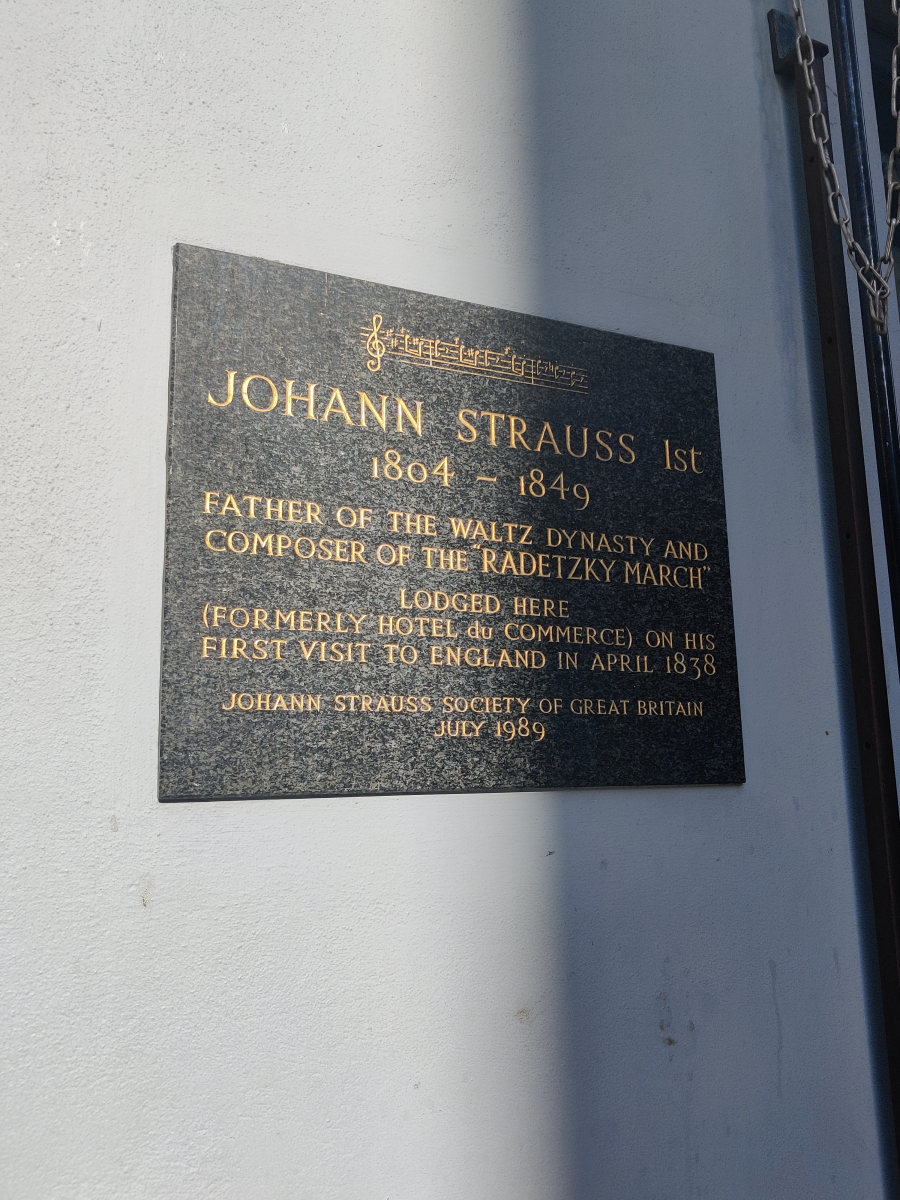 JOHANN STRAUSS 1st
1804 – 1849
FATHER OF THE WALTZ DYNASTY AND
COMPOSER OF THE "RADETZKY MARCH"
LODGED HERE
(FORMERLY HOTEL du COMMERCE) ON HIS
FIRST VISIT TO ENGLAND IN APRIL 1838
JOHANN STRAUSS SOCIETY OF GREAT BRITAIN
JULY 1989